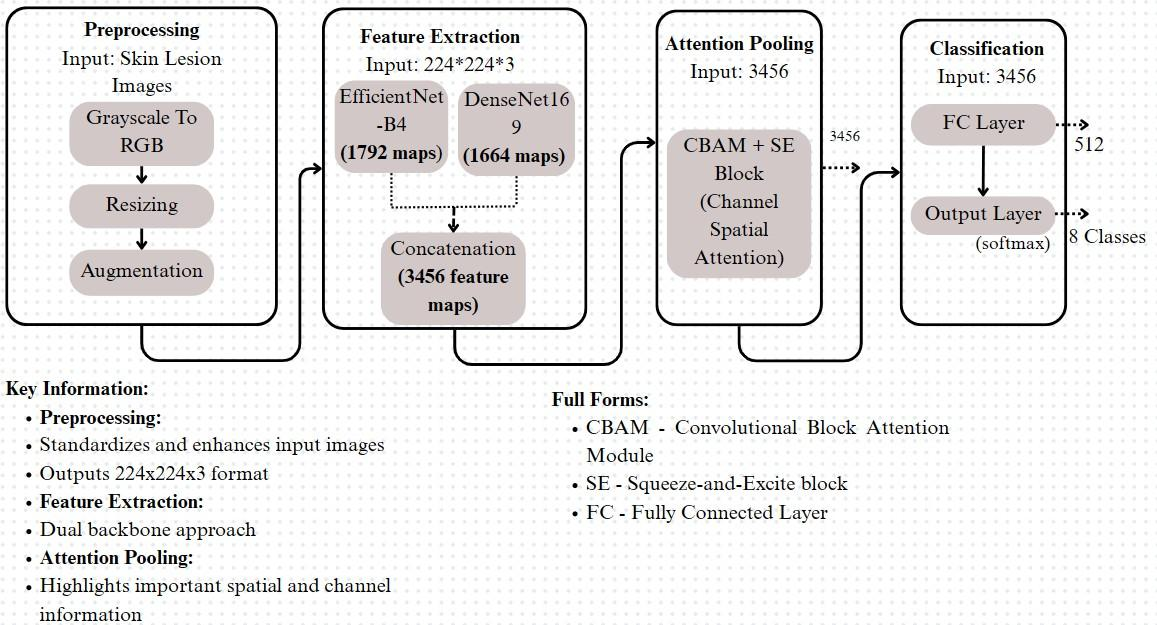 Preprocessing
Input: Skin Lesion
Images
Grayscale To
RGB
Resizing
Augmentation
Feature Extraction
Input: 224*224*3
EfficientNet
-B4
(1792 maps)
DenseNet16
9
(1664 maps)
Concatenation
(3456 feature
maps)
Attention Pooling
Input: 3456
CBAM + SE
Block
(Channel
Spatial
Attention)
3456
Classification
Input: 3456
FC Layer
512
Output Layer
(softmax)
8 Classes
Key Information:
• Preprocessing:
• Standardizes and enhances input images
• Outputs 224x224x3 format
• Feature Extraction:
• Dual backbone approach
• Attention Pooling:
• Highlights important spatial and channel
information
Full Forms:
• CBAM - Convolutional Block Attention
Module
• SE - Squeeze-and-Excite block
• FC - Fully Connected Layer